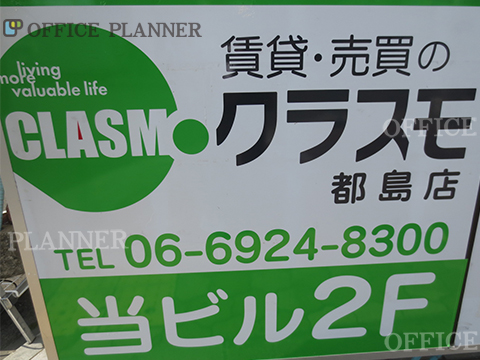 OFFICE PLANNER
living
more
valuable life
CLASMO
賃貸・売買の
クラスモ
OFFICE
都島店
PLANNER
TEL 06-6924-8300
当ビル2F
OFFICE